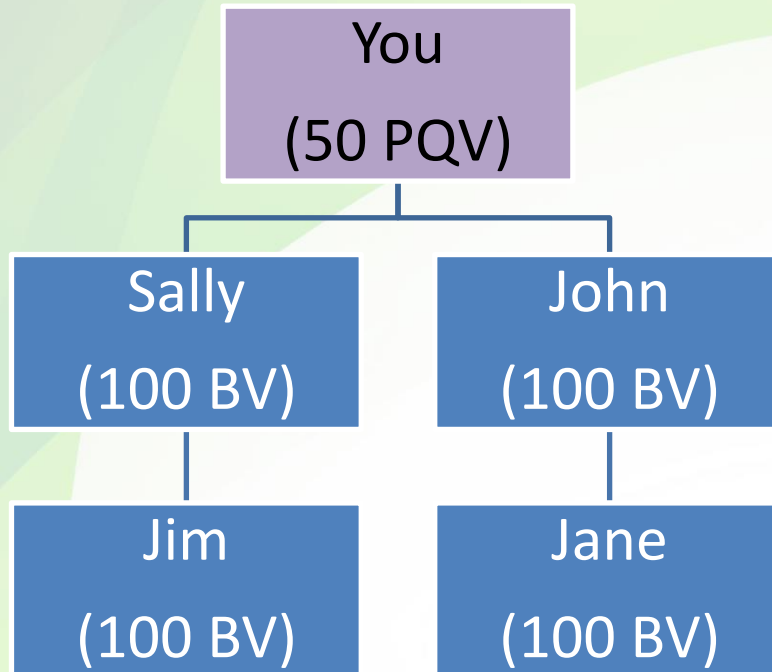 You
(50 PQV)
Sally
(100 BV)
John
(100 BV)
Jim
(100 BV)
Jane
(100 BV)